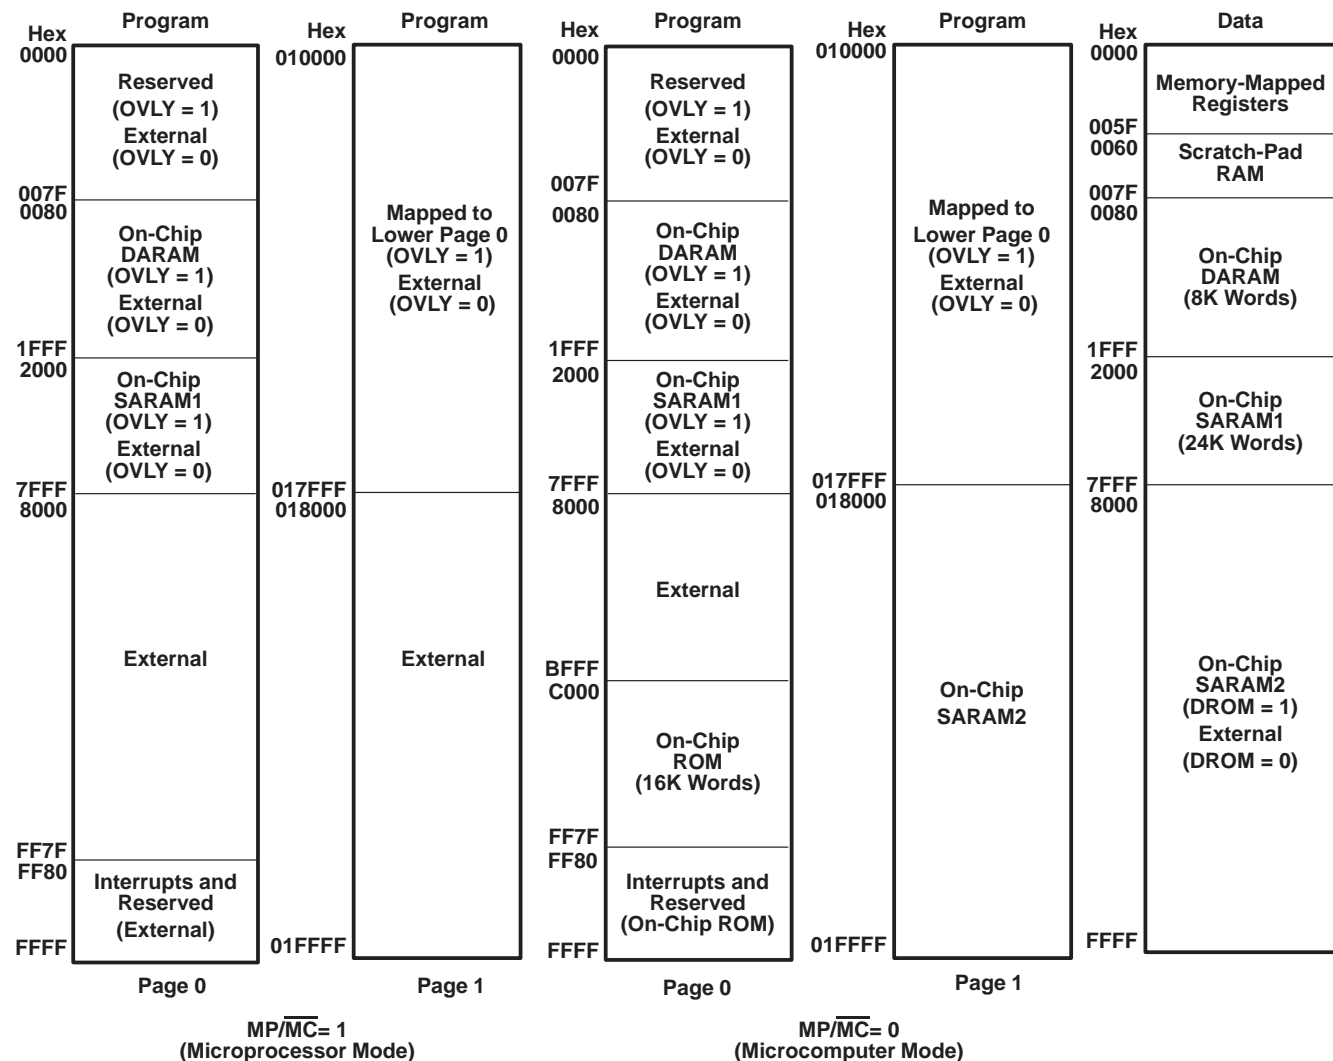 Program
Hex
0000
Reserved
(OVLY = 1)
External
(OVLY = 0)
007F
0080
On-Chip
DARAM
(OVLY = 1)
External
(OVLY = 0)
1FFF
2000
On-Chip
SARAM1
(OVLY = 1)
External
(OVLY = 0)
7FFF
8000
External
FF7F
FF80
Interrupts and
Reserved
(External)
FFFF
Page 0
Program
Hex
010000
Mapped to
Lower Page 0
(OVLY = 1)
External
(OVLY = 0)
017FFF
018000
External
01FFFF
Page 1
MP/MC= 1
(Microprocessor Mode)
Program
Hex
0000
Reserved
(OVLY = 1)
External
(OVLY = 0)
007F
0080
On-Chip
DARAM
(OVLY = 1)
External
(OVLY = 0)
1FFF
2000
On-Chip
SARAM1
(OVLY = 1)
External
(OVLY = 0)
7FFF
8000
External
BFFF
C000
On-Chip
ROM
(16K Words)
FF7F
FF80
Interrupts and
Reserved
(On-Chip ROM)
FFFF
Page 0
Program
Hex
010000
Mapped to
Lower Page 0
(OVLY = 1)
External
(OVLY = 0)
017FFF
018000
On-Chip
SARAM2
01FFFF
Page 1
MP/MC= 0
(Microcomputer Mode)
Data
Hex
0000
Memory-Mapped
Registers
005F
0060
Scratch-Pad
RAM
007F
0080
On-Chip
DARAM
(8K Words)
1FFF
2000
On-Chip
SARAM1
(24K Words)
7FFF
8000
On-Chip
SARAM2
(DROM = 1)
External
(DROM = 0)
FFFF